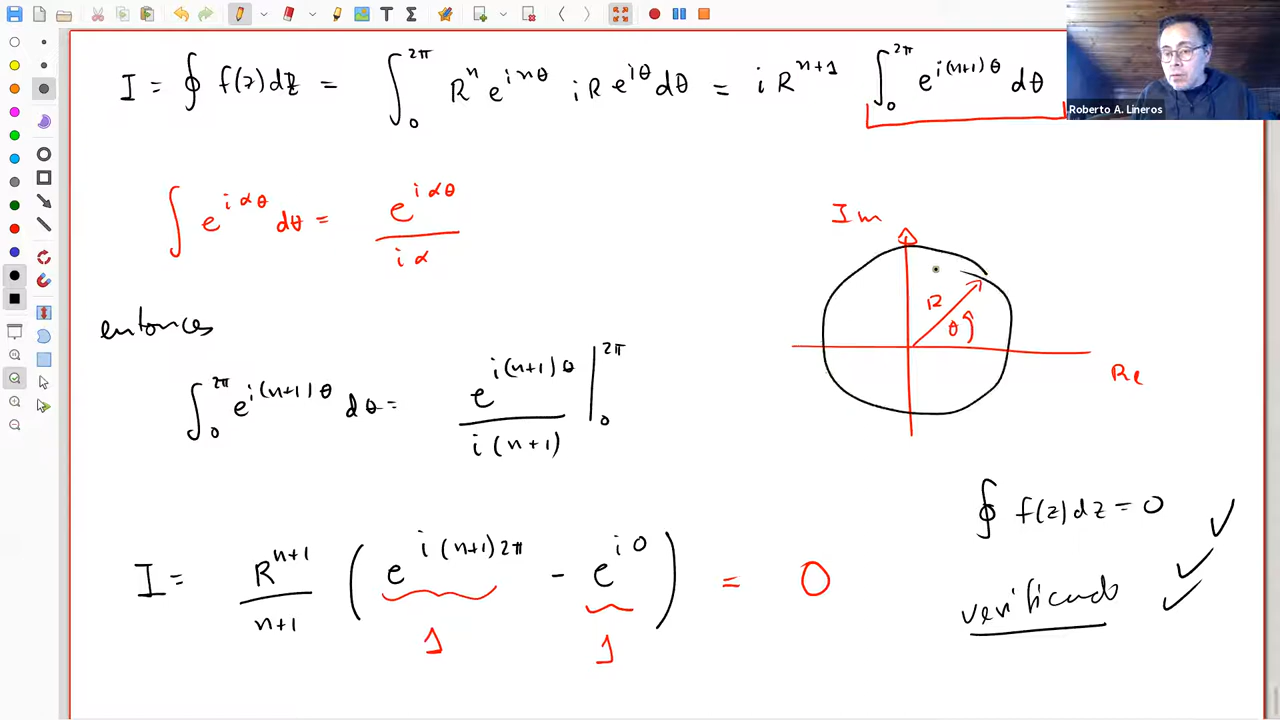 I = ∮ f(z)dz = ∫₀^{2π} Rⁿ e^{inθ} i R e^{iθ} dθ = i R^{n+1} ∫₀^{2π} e^{i(n+1)θ} dθ
Roberto A. Lineros
∫ e^{iαθ} dθ = e^{iαθ} / iα
Im
R
θ
Re
entonces
∫₀^{2π} e^{i(n+1)θ} dθ = e^{i(n+1)θ} / i(n+1) |₀^{2π}
∮ f(z)dz = 0 ✓
I = R^{n+1} / n+1 ( e^{i(n+1)2π} - e^{i0} ) = 0
1 1
verificado ✓ ✓